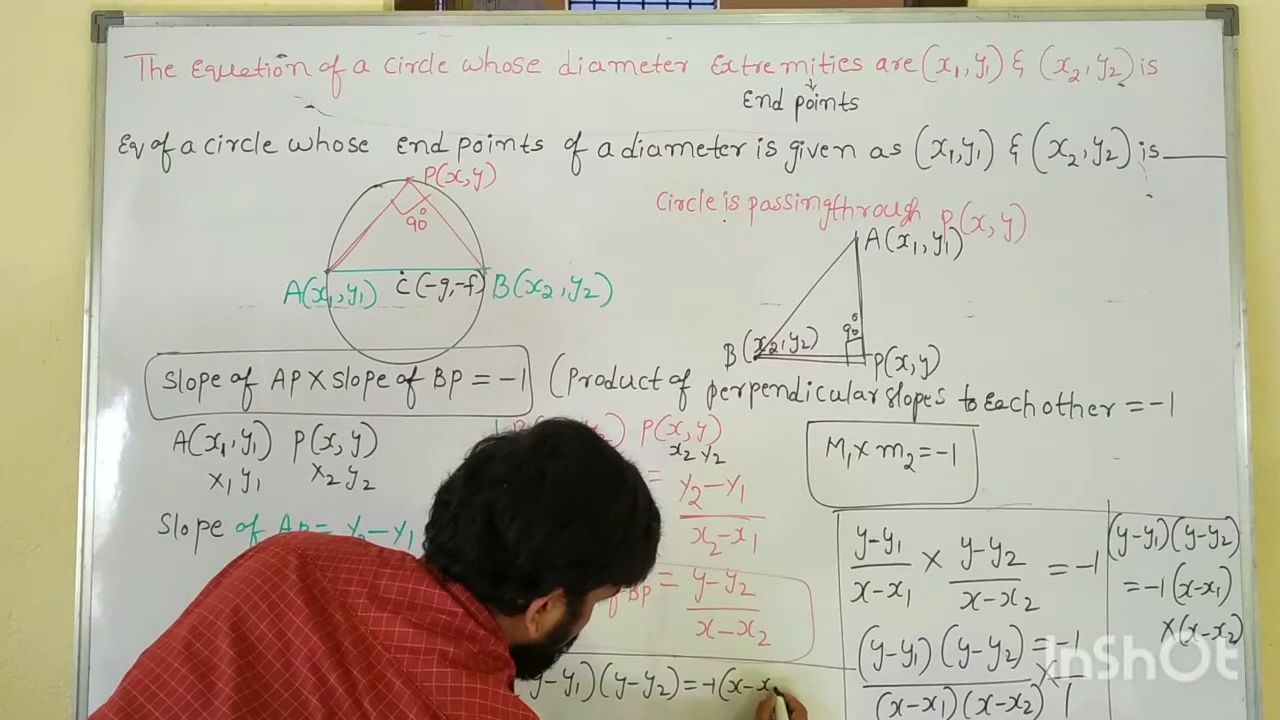 The Equetion of a circle whose diameter Extremities are (x₁, y₁) & (x₂, y₂) is
↓
End points
Eq of a circle whose End points of a diameter is given as (x₁, y₁) & (x₂, y₂) is ______
P(x, y)
90°
A(x₁, y₁) C(-g, -f) B(x₂, y₂)
Circle is passing through P(x, y)
A(x₁, y₁)
90°
B(x₂, y₂)
P(x, y)
Slope of AP × Slope of BP = -1 (Product of perpendicular slopes to Each other = -1
A(x₁, y₁) P(x, y)
x₁ y₁ x₂ y₂
Slope of AP = y₂-y₁
P(x, y)
x₂ y₂
= y₂-y₁
x₂-x₁
BP = y-y₂
x-x₂
M₁ × m₂ = -1
y-y₁ × y-y₂ = -1
x-x₁ x-x₂
(y-y₁) (y-y₂) = -1
(x-x₁) (x-x₂) 1
(y-y₁)(y-y₂)
= -1 (x-x₁)
×(x-x₂)
y-y₁)(y-y₂) = -1(x-x
InShOt